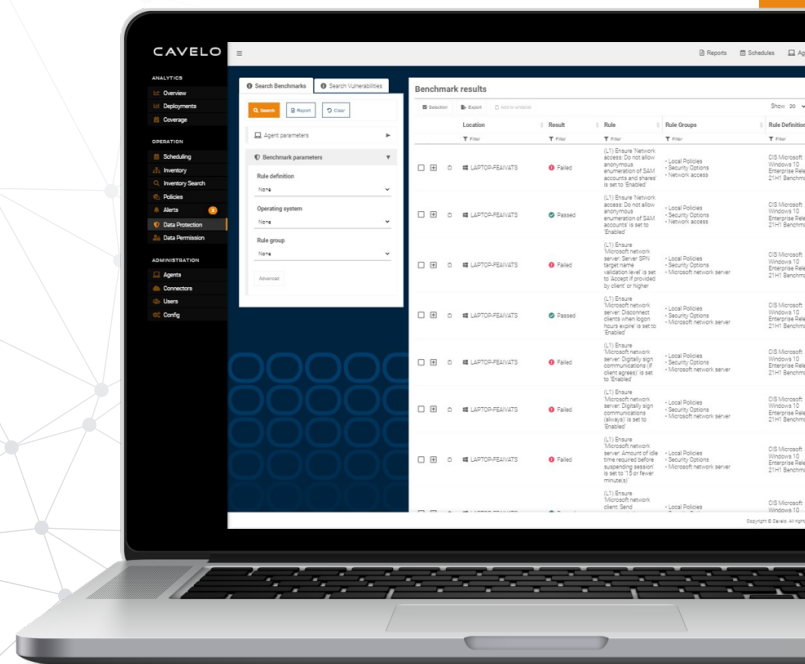 CAVELO
Reports
Schedules
ANALYTICS
Overview
Deployments
Coverage
OPERATION
Scheduling
Inventory
Inventory Search
Policies
Alerts
Data Protection
Data Permission
ADMINISTRATION
Agents
Connectors
Users
Config
Search Benchmarks
Search Vulnerabilities
Search
Report
Clear
Agent parameters
Benchmark parameters
Rule definition
None
Operating system
None
Rule group
None
Advanced
Benchmark results
Selection
Export
Show 20
Location
Result
Rule
Rule Groups
Rule Definition
Filter
Filter
Filter
Filter
Filter
LAPTOP-FEAIVATS
Failed
(L1) Ensure 'Network
access: Do not allow
anonymous
enumeration of SAM
accounts and shares'
is set to 'Enabled'
- Local Policies
- Security Options
- Network access
CIS Microsoft
Windows 10
Enterprise Rele
21H1 Benchma
LAPTOP-FEAIVATS
Passed
(L1) Ensure 'Network
access: Do not allow
anonymous
enumeration of SAM
accounts' is set to
'Enabled'
- Local Policies
- Security Options
- Network access
CIS Microsoft
Windows 10
Enterprise Rele
21H1 Benchma
LAPTOP-FEAIVATS
Failed
(L1) Ensure
'Microsoft network
server: Server SPN
target name
validation level' is set
to 'Accept if provided
by client' or higher
- Local Policies
- Security Options
- Microsoft network server
CIS Microsoft
Windows 10
Enterprise Rele
21H1 Benchma
LAPTOP-FEAIVATS
Passed
(L1) Ensure
'Microsoft network
server: Disconnect
clients when logon
hours expire' is set to
'Enabled'
- Local Policies
- Security Options
- Microsoft network server
CIS Microsoft
Windows 10
Enterprise Rele
21H1 Benchma
LAPTOP-FEAIVATS
Failed
(L1) Ensure
'Microsoft network
server: Digitally sign
communications (if
client agrees)' is set
to 'Enabled'
- Local Policies
- Security Options
- Microsoft network server
CIS Microsoft
Windows 10
Enterprise Rele
21H1 Benchma
LAPTOP-FEAIVATS
Failed
(L1) Ensure
'Microsoft network
server: Digitally sign
communications
(always)' is set to
'Enabled'
- Local Policies
- Security Options
- Microsoft network server
CIS Microsoft
Windows 10
Enterprise Rele
21H1 Benchma
LAPTOP-FEAIVATS
Failed
(L1) Ensure
'Microsoft network
server: Amount of idle
time required before
suspending session'
is set to '15 or fewer
minute(s)'
- Local Policies
- Security Options
- Microsoft network server
CIS Microsoft
Windows 10
Enterprise Rele
21H1 Benchma
(L1) Ensure
'Microsoft network
client: Send
- Local Policies
CIS Microsoft
Windows 10
Copyright © Cavelo. All right